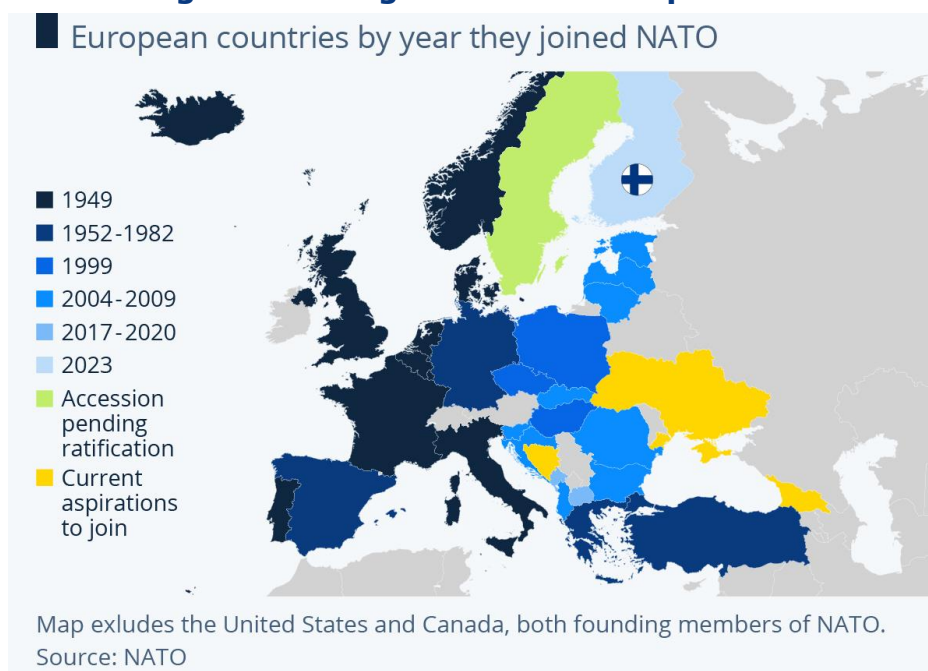 European countries by year they joined NATO
1949
1952-1982
1999
2004-2009
2017-2020
2023
Accession
pending
ratification
Current
aspirations
to join
Map exludes the United States and Canada, both founding members of NATO.
Source: NATO